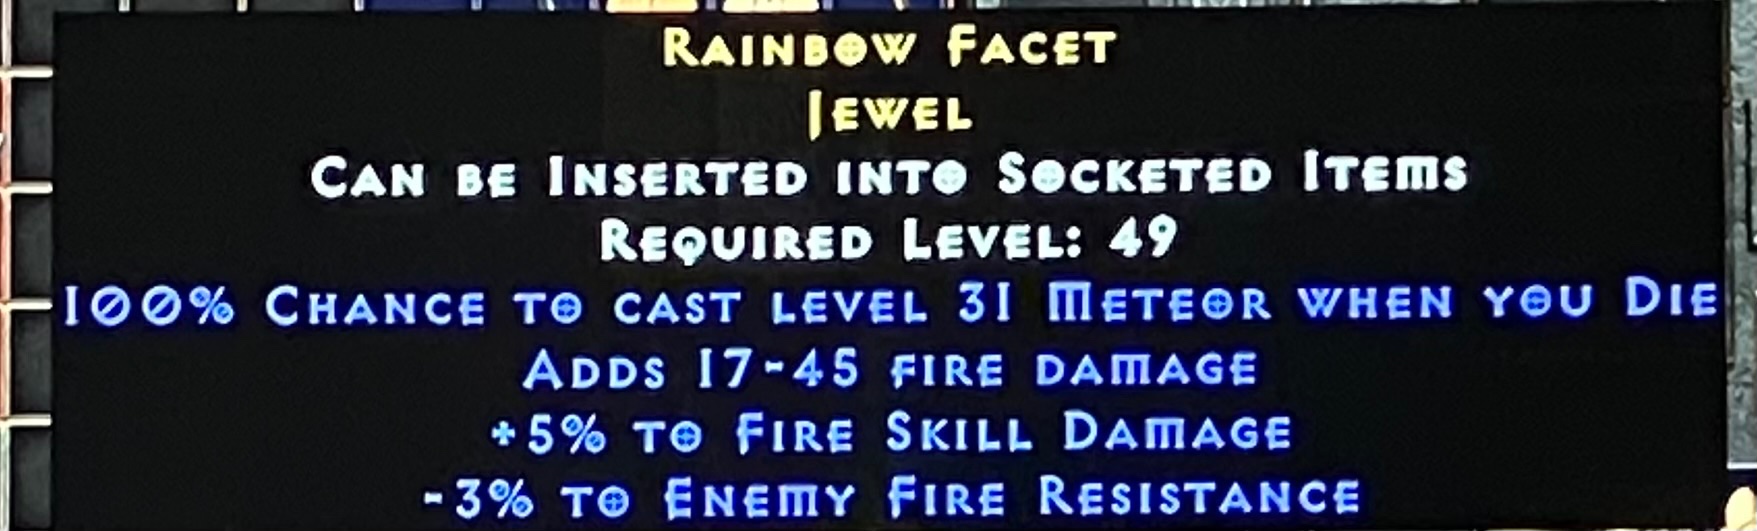 Rainbow Facet
Jewel
Can be Inserted into Socketed Items
Required Level: 49
100% Chance to cast level 31 Meteor when you Die
Adds 17-45 fire damage
+5% to Fire Skill Damage
-3% to Enemy Fire Resistance